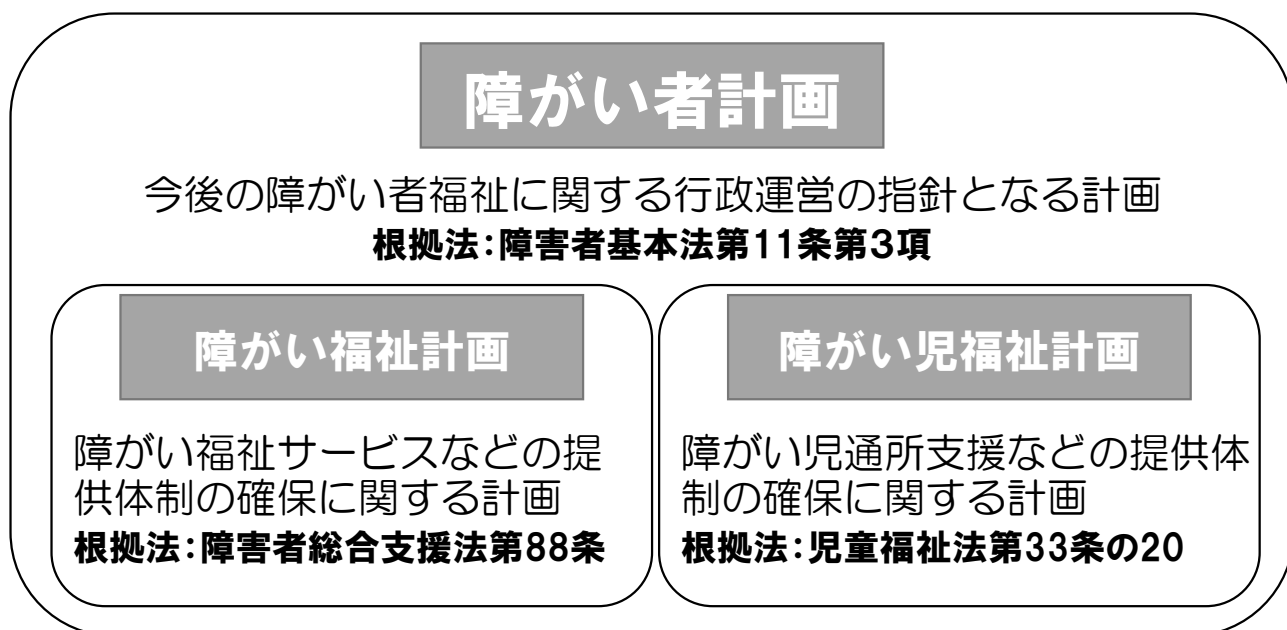 障がい者計画
今後の障がい者福祉に関する行政運営の指針となる計画
根拠法：障害者基本法第11条第3項
障がい福祉計画
障がい福祉サービスなどの提
供体制の確保に関する計画
根拠法：障害者総合支援法第88条
障がい児福祉計画
障がい児通所支援などの提供体
制の確保に関する計画
根拠法：児童福祉法第33条の20